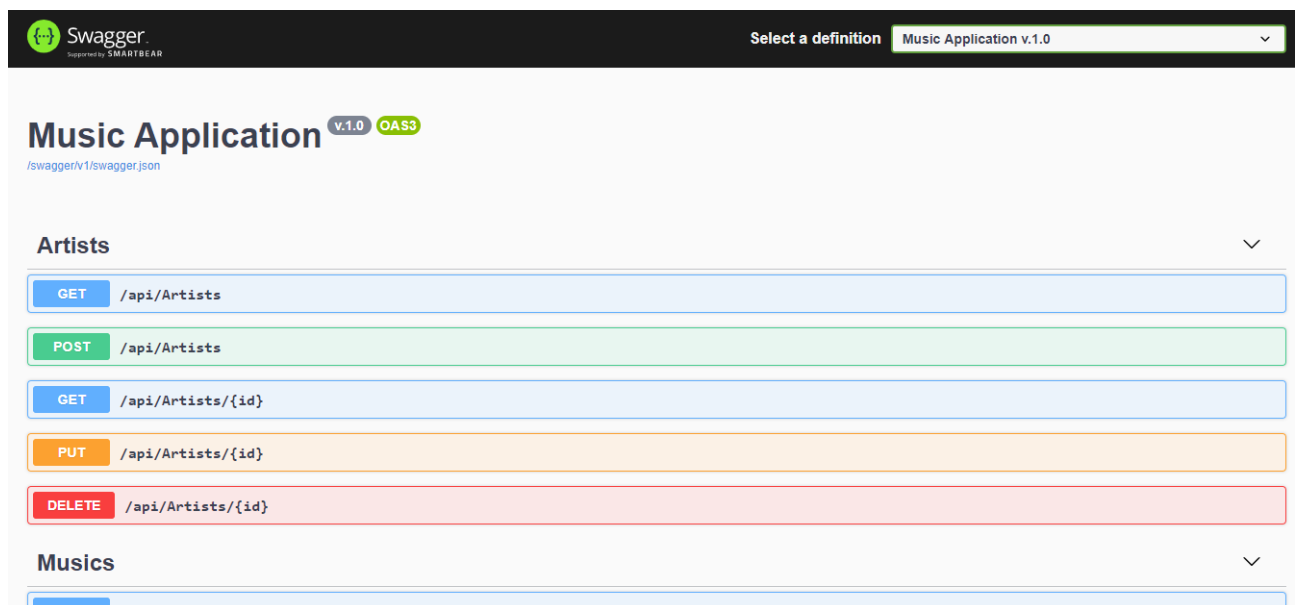 {···} Swagger™
Supported by SMARTBEAR
Select a definition Music Application v.1.0
Music Application v.1.0 OAS3
/swagger/v1/swagger.json
Artists
GET /api/Artists
POST /api/Artists
GET /api/Artists/{id}
PUT /api/Artists/{id}
DELETE /api/Artists/{id}
Musics